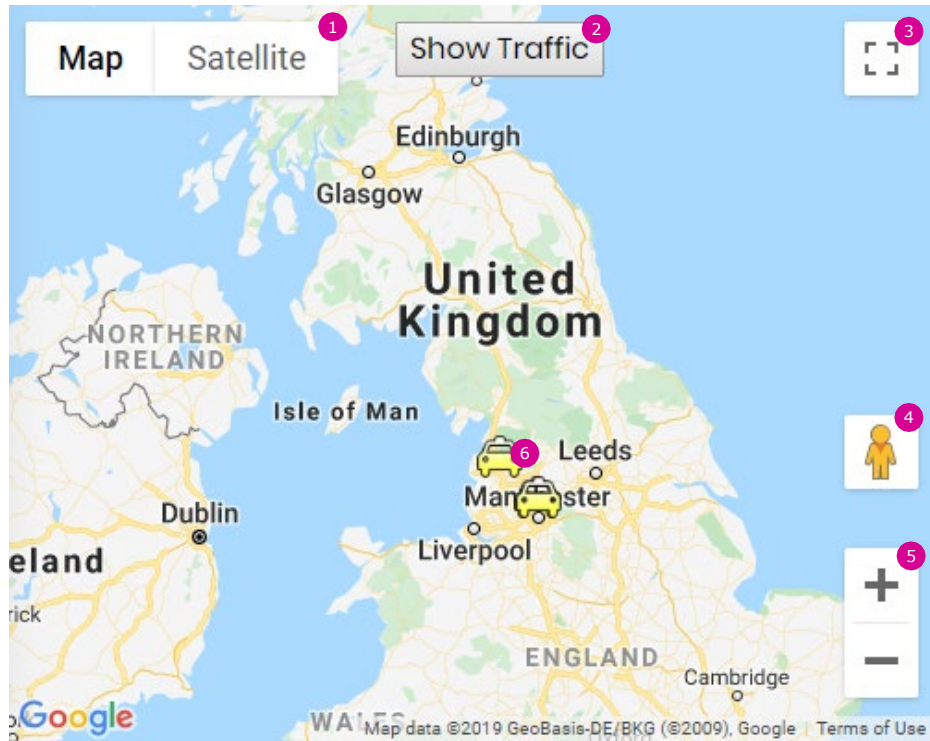 1
2
3
Map Satellite
Show Traffic
Edinburgh
Glasgow
United
Kingdom
NORTHERN
IRELAND
Isle of Man
4
6
Leeds
Man ster
Dublin
Liverpool
eland
5
rick
ENGLAND
Cambridge
Google
WALES
Map data ©2019 GeoBasis-DE/BKG (©2009), Google
Terms of Use